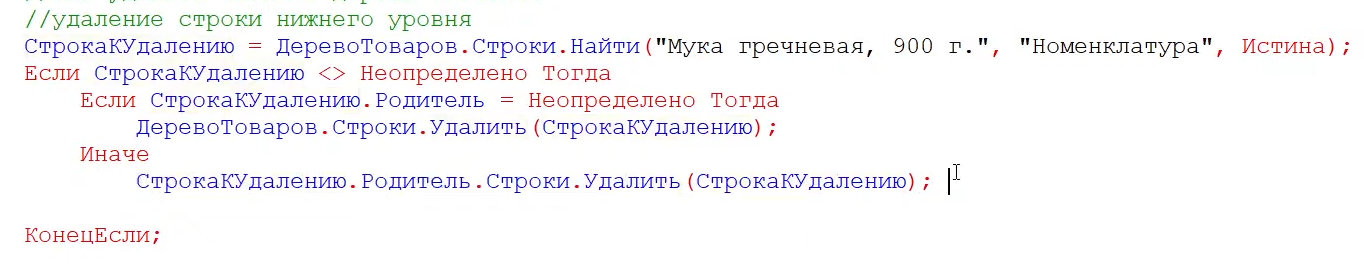 //удаление строки нижнего уровня
СтрокаКУдалению = ДеревоТоваров.Строки.Найти("Мука гречневая, 900 г.", "Номенклатура", Истина);
Если СтрокаКУдалению <> Неопределено Тогда
Если СтрокаКУдалению.Родитель = Неопределено Тогда
ДеревоТоваров.Строки.Удалить(СтрокаКУдалению);
Иначе
СтрокаКУдалению.Родитель.Строки.Удалить(СтрокаКУдалению);
КонецЕсли;